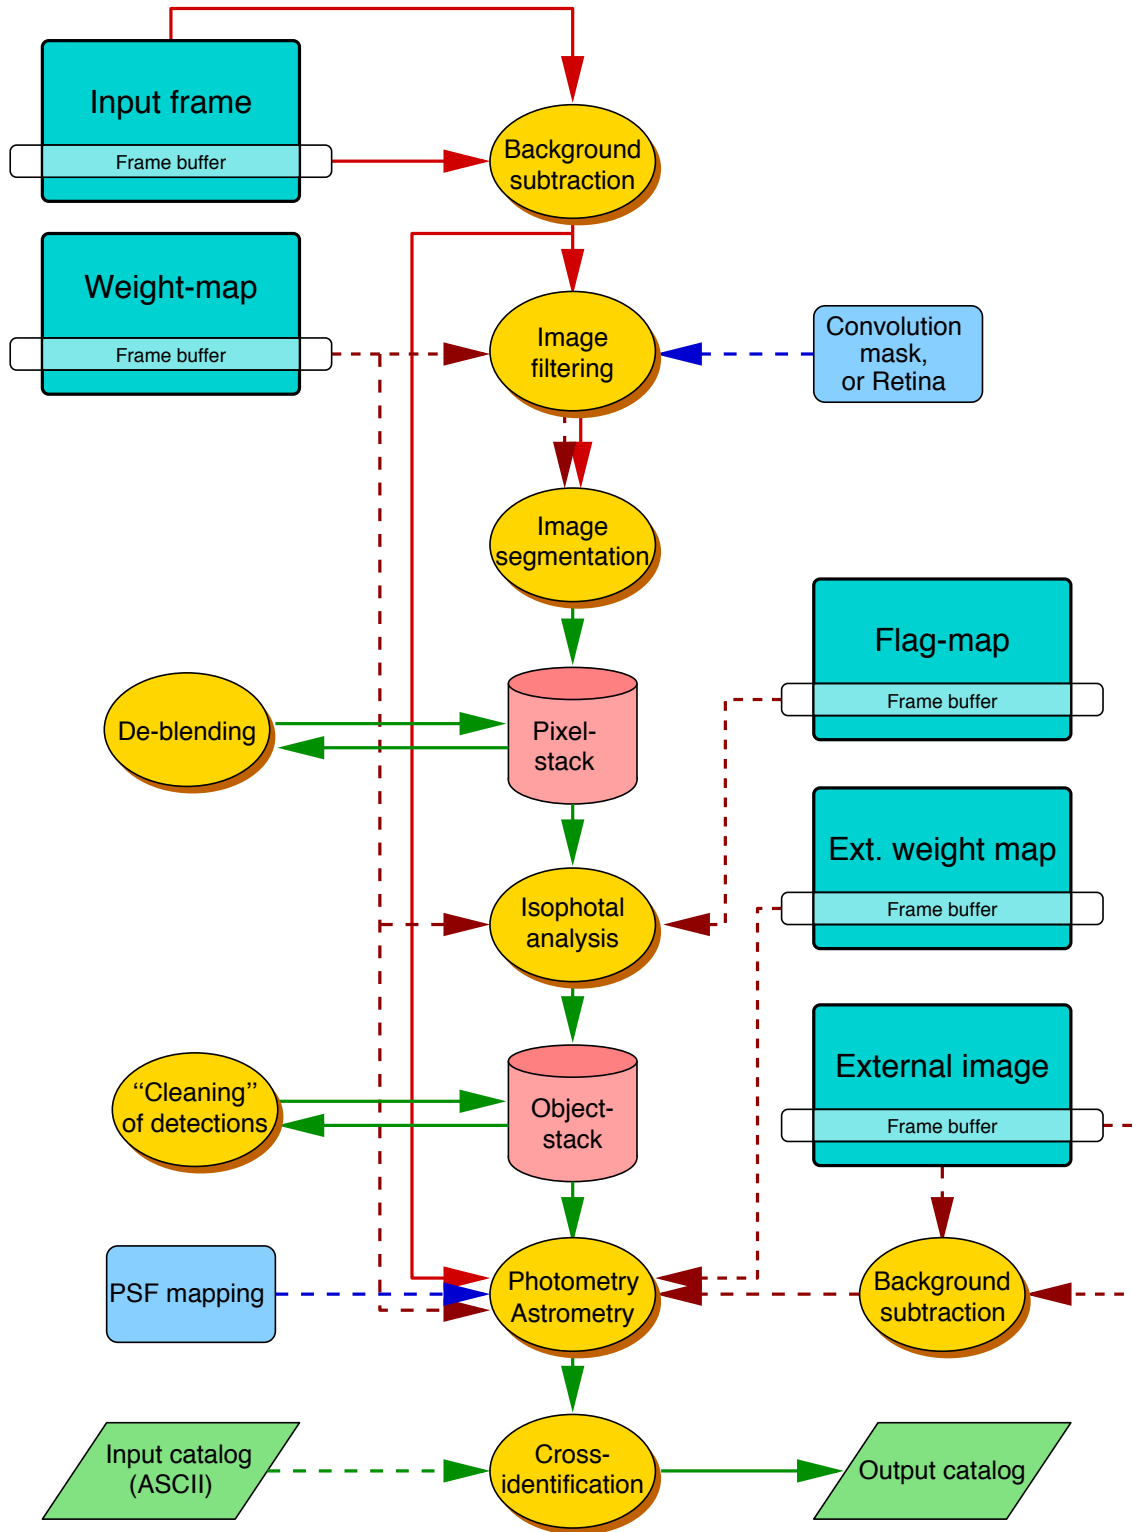 Input frame
Frame buffer
Background
subtraction
Weight-map
Frame buffer
Image
filtering
Convolution
mask,
or Retina
Image
segmentation
Flag-map
Frame buffer
De-blending
Pixel-
stack
Ext. weight map
Frame buffer
Isophotal
analysis
External image
Frame buffer
“Cleaning”
of detections
Object-
stack
PSF mapping
Photometry
Astrometry
Background
subtraction
Input catalog
(ASCII)
Cross-
identification
Output catalog